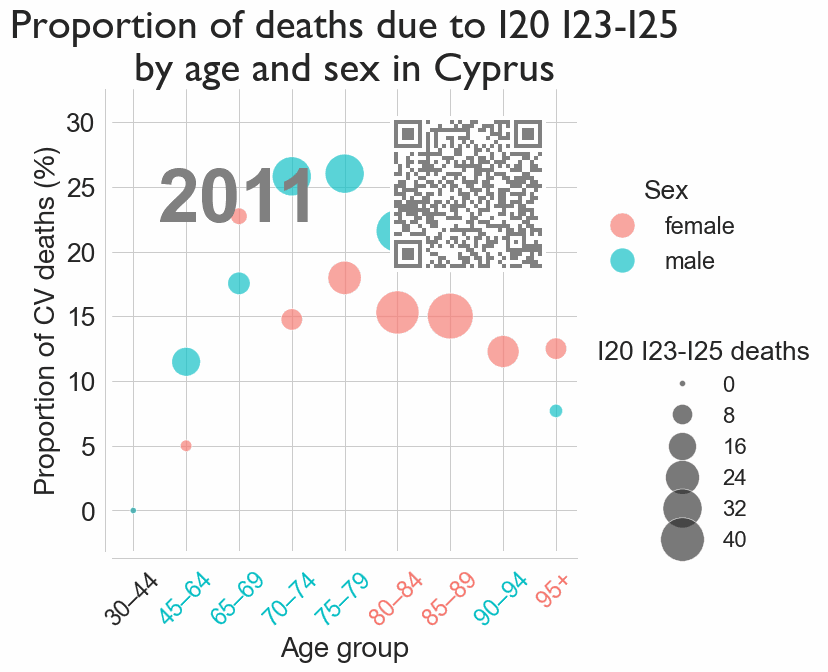 Proportion of deaths due to I20 I23-I25
by age and sex in Cyprus
Proportion of CV deaths (%)
30
25
20
15
10
5
0
2011
30–44
45–64
65–69
70–74
75–79
80–84
85–89
90–94
95+
Age group
Sex
female
male
I20 I23-I25 deaths
0
8
16
24
32
40